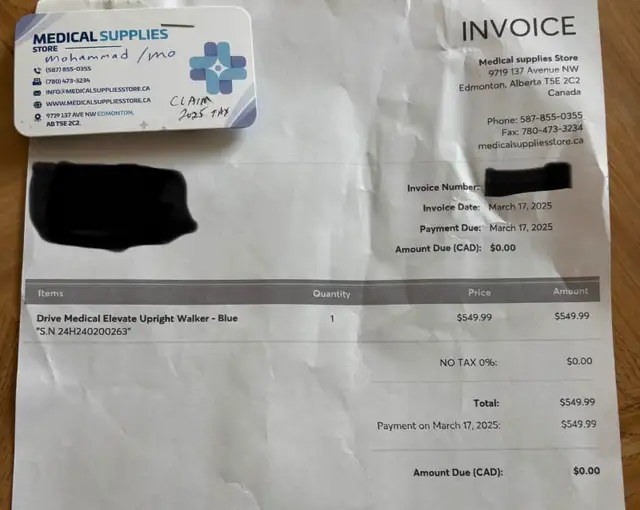 MEDICAL SUPPLIES
STORE
mohammad / mo
(587) 855-0355
(780) 473-3234
INFO@MEDICALSUPPLIESSTORE.CA
WWW.MEDICALSUPPLIESSTORE.CA
9719 137 AVE NW EDMONTON,
AB T5E 2C2.
CLAIM
2025 TAX
INVOICE
Medical supplies Store
9719 137 Avenue NW
Edmonton, Alberta T5E 2C2
Canada
Phone: 587-855-0355
Fax: 780-473-3234
medicalsuppliesstore.ca
Invoice Number:
Invoice Date: March 17, 2025
Payment Due: March 17, 2025
Amount Due (CAD): $0.00
Items Quantity Price Amount
Drive Medical Elevate Upright Walker - Blue 1 $549.99 $549.99
"S.N 24H240200263"
NO TAX 0%: $0.00
Total: $549.99
Payment on March 17, 2025: $549.99
Amount Due (CAD): $0.00